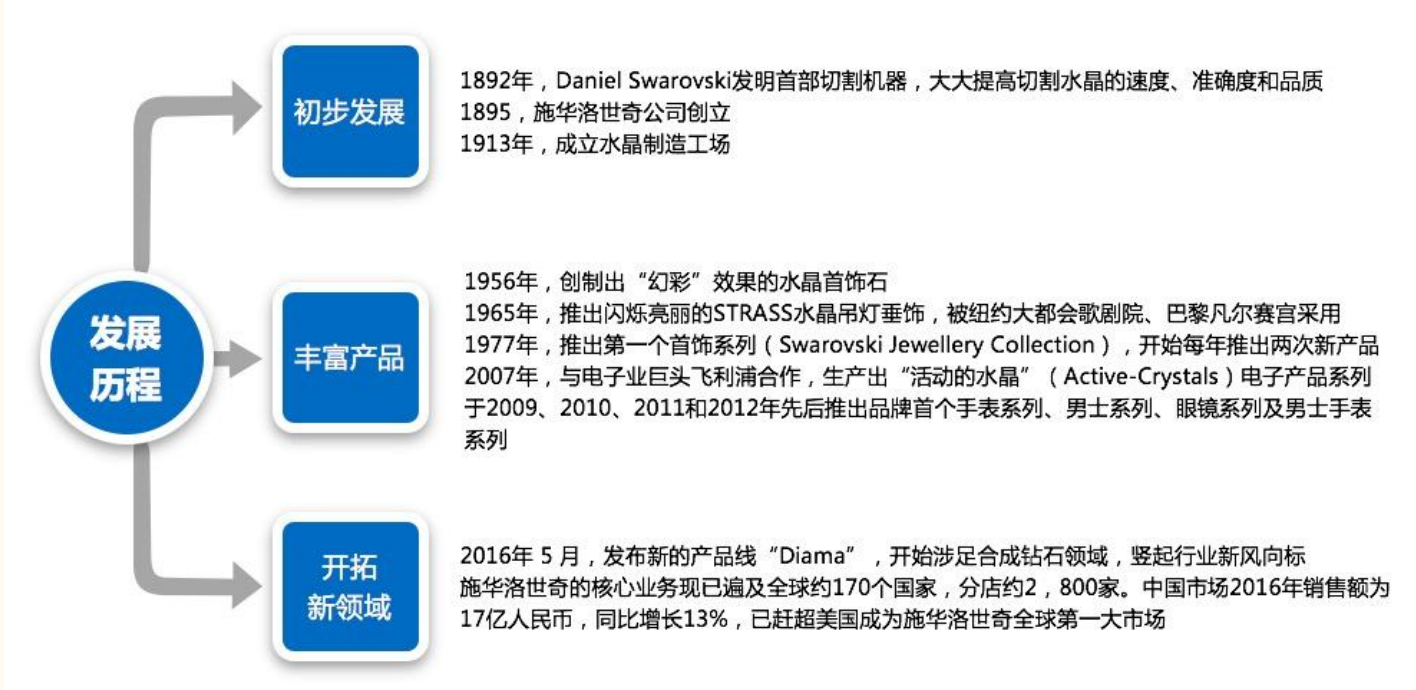 发展
历程
初步发展
1892年，Daniel Swarovski发明首部切割机器，大大提高切割水晶的速度、准确度和品质
1895，施华洛世奇公司创立
1913年，成立水晶制造工场
丰富产品
1956年，创制出“幻彩”效果的水晶首饰石
1965年，推出闪烁亮丽的STRASS水晶吊灯垂饰，被纽约大都会歌剧院、巴黎凡尔赛宫采用
1977年，推出第一个首饰系列（Swarovski Jewellery Collection），开始每年推出两次新产品
2007年，与电子业巨头飞利浦合作，生产出“活动的水晶”（Active-Crystals）电子产品系列
于2009、2010、2011和2012年先后推出品牌首个手表系列、男士系列、眼镜系列及男士手表
系列
开拓
新领域
2016年 5 月，发布新的产品线“Diama”，开始涉足合成钻石领域，竖起行业新风向标
施华洛世奇的核心业务现已遍及全球约170个国家，分店约2，800家。中国市场2016年销售额为
17亿人民币，同比增长13%，已赶超美国成为施华洛世奇全球第一大市场